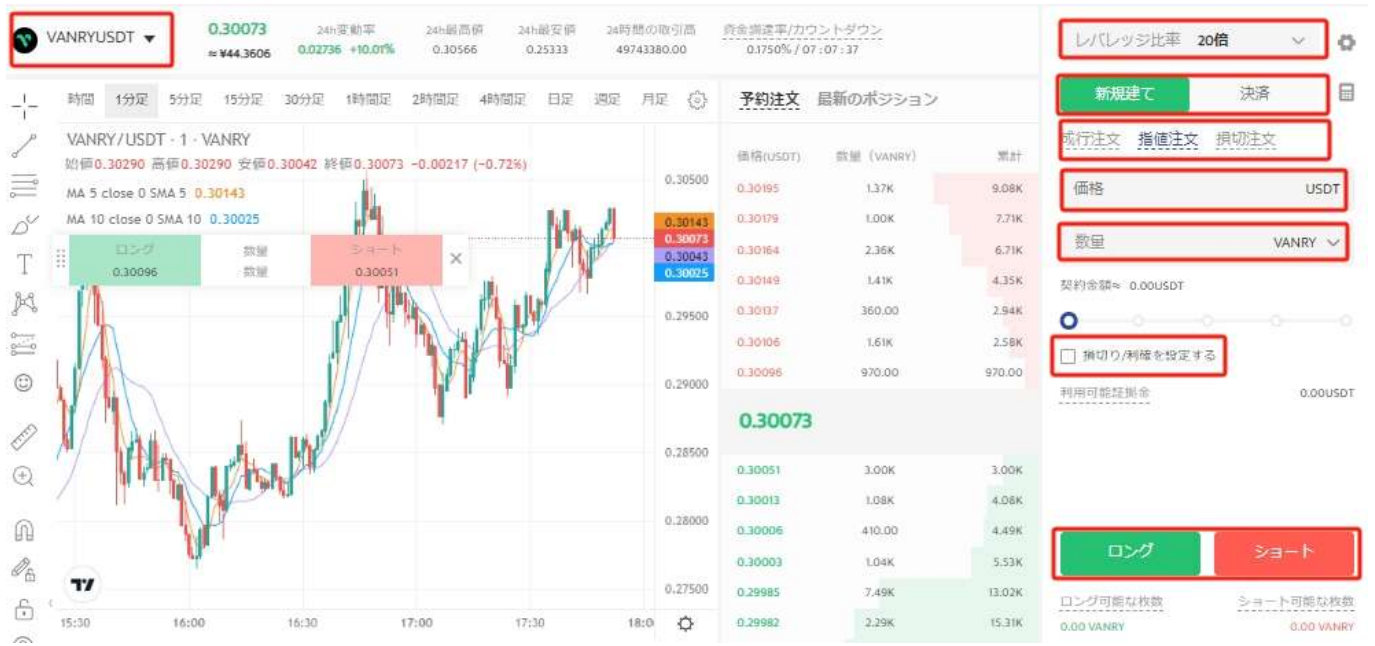 VANRYUSDT
0.30073
≈ ¥44.3606
24h変動率
0.02736 +10.01%
24h最高値
0.30566
24h最安値
0.25333
24時間の取引高
49743380.00
資金調達率/カウントダウン
0.1750% / 07 : 07 : 37
時間 1分足 5分足 15分足 30分足 1時間足 2時間足 4時間足 日足 週足 月足
VANRY/USDT · 1 · VANRY
始値0.30290 高値0.30290 安値0.30042 終値0.30073 −0.00217 (−0.72%)
MA 5 close 0 SMA 5 0.30143
MA 10 close 0 SMA 10 0.30025
ロング 数量 ショート
0.30096 数量 0.30051
0.30500
0.30143
0.30073
0.30043
0.30025
0.29500
0.29000
0.28500
0.28000
0.27500
15:30 16:00 16:30 17:00 17:30 18:0
予約注文 最新のポジション
価格(USDT) 数量 (VANRY) 累計
0.30195 1.37K 9.08K
0.30179 1.00K 7.71K
0.30164 2.36K 6.71K
0.30149 1.41K 4.35K
0.30137 360.00 2.94K
0.30106 1.61K 2.58K
0.30096 970.00 970.00
0.30073
0.30051 3.00K 3.00K
0.30013 1.08K 4.08K
0.30006 410.00 4.49K
0.30003 1.04K 5.53K
0.29985 7.49K 13.02K
0.29982 2.29K 15.31K
レバレッジ比率 20倍
新規建て 決済
成行注文 指値注文 損切注文
価格 USDT
数量 VANRY
契約金額≈ 0.00USDT
損切り/利確を設定する
利用可能証拠金 0.00USDT
ロング ショート
ロング可能な枚数 ショート可能な枚数
0.00 VANRY 0.00 VANRY